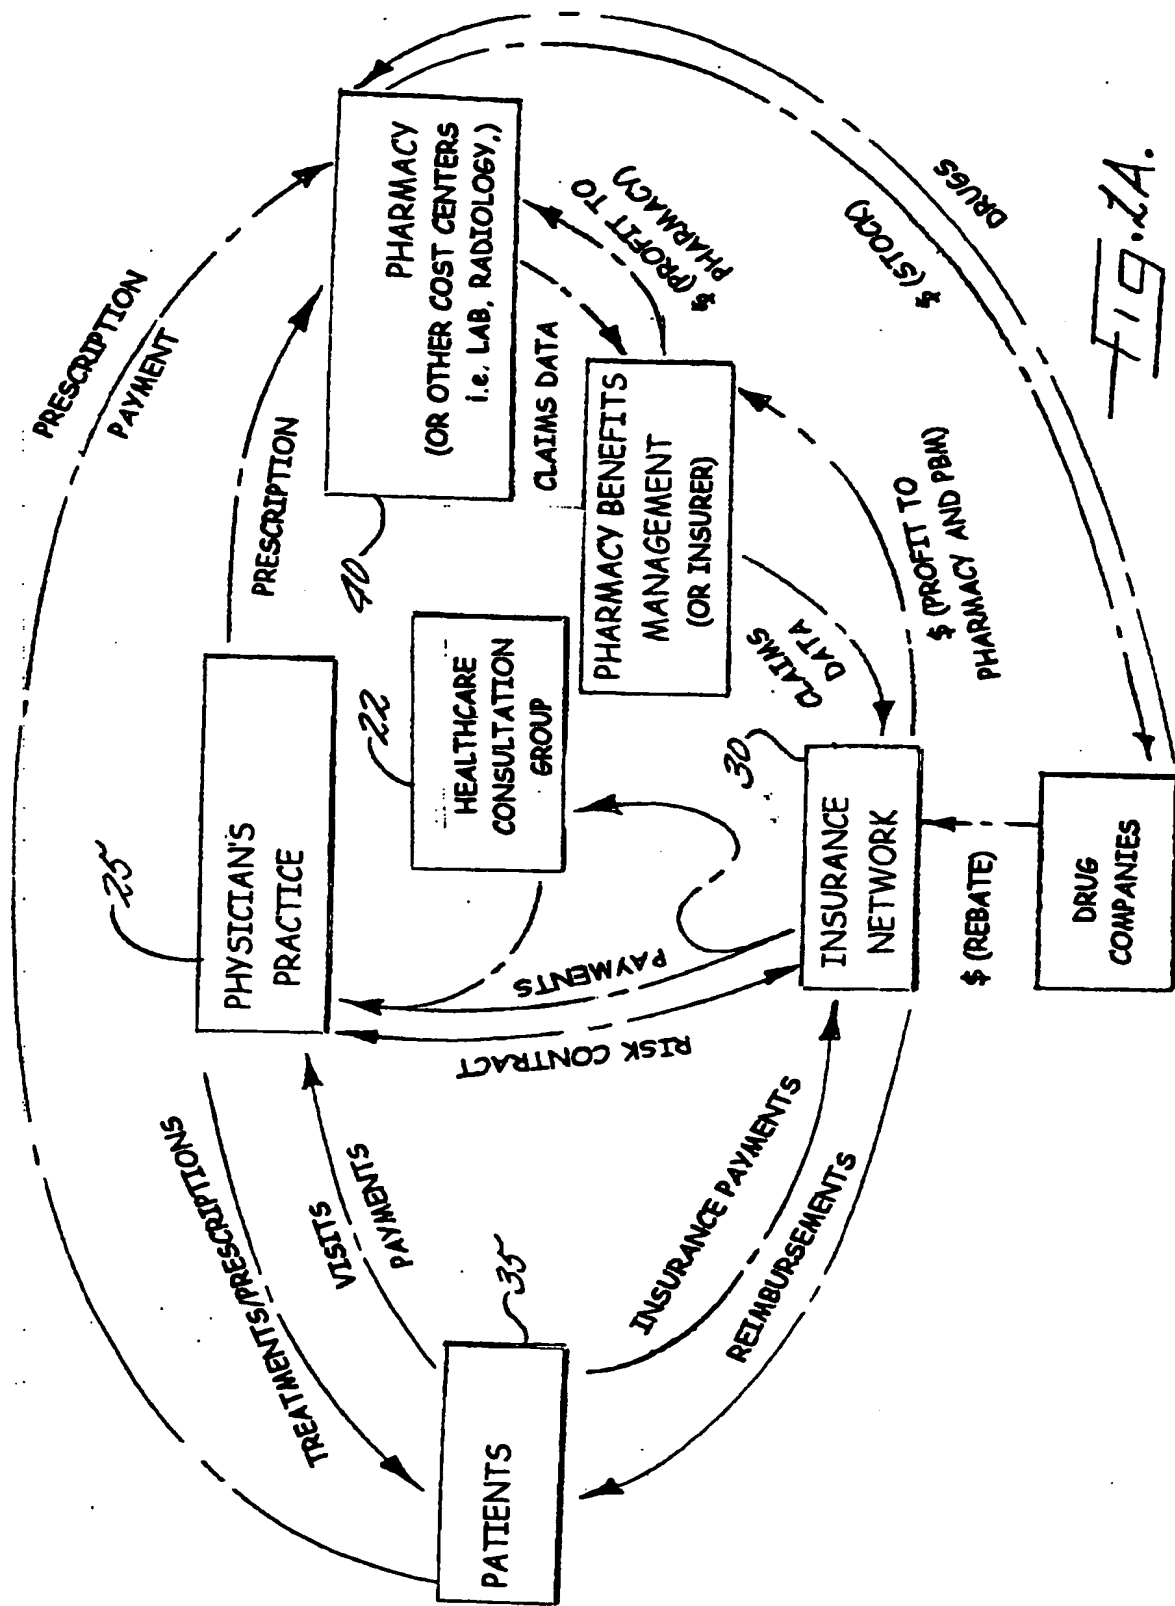 PRESCRIPTION
PAYMENT
PRESCRIPTION
25
PHYSICIAN'S
PRACTICE
TREATMENTS/PRESCRIPTIONS
VISITS
PAYMENTS
PATIENTS
35
22
HEALTHCARE
CONSULTATION
GROUP
40
PHARMACY
(OR OTHER COST CENTERS
i.e. LAB, RADIOLOGY,)
CLAIMS DATA
$ (PROFIT TO
PHARMACY)
PHARMACY BENEFITS
MANAGEMENT
(OR INSURER)
CLAIMS
DATA
$ (PROFIT TO
PHARMACY AND PBM)
PAYMENTS
RISK CONTRACT
30
INSURANCE
NETWORK
INSURANCE PAYMENTS
REIMBURSEMENTS
$ (REBATE)
DRUG
COMPANIES
$ (STOCK)
DRUGS
Fig. 2A.